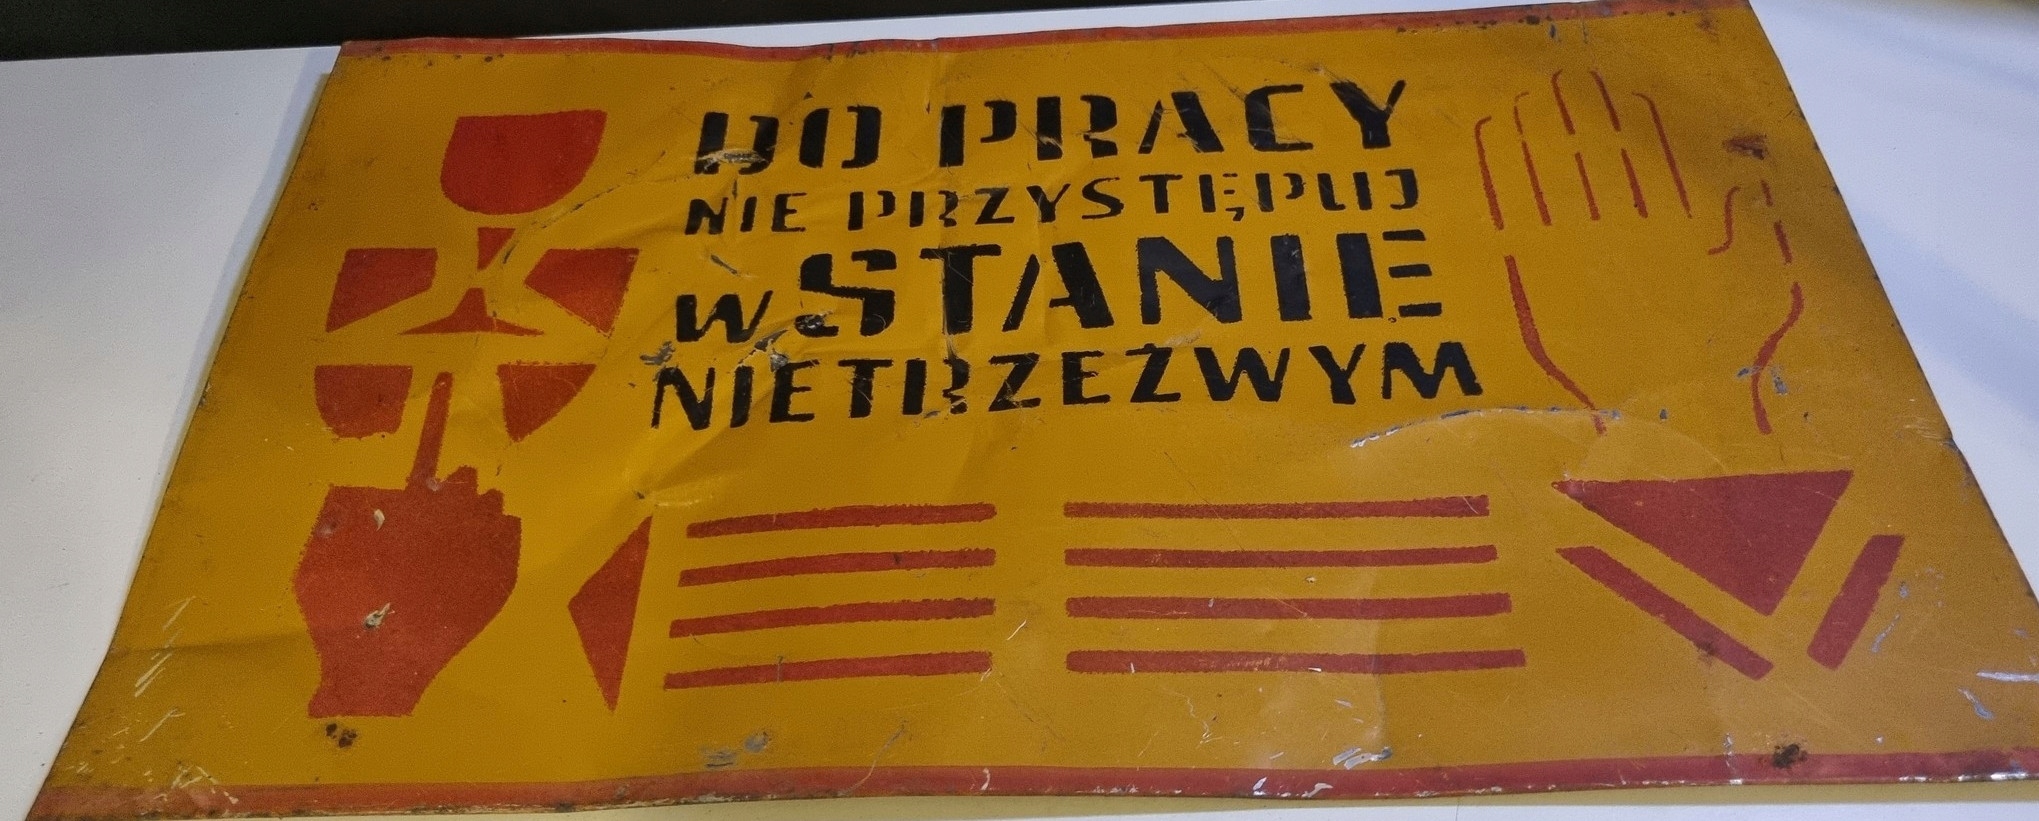 DO PRACY
NIE PRZYSTĘPUJ
W STANIE
NIETRZEŹWYM